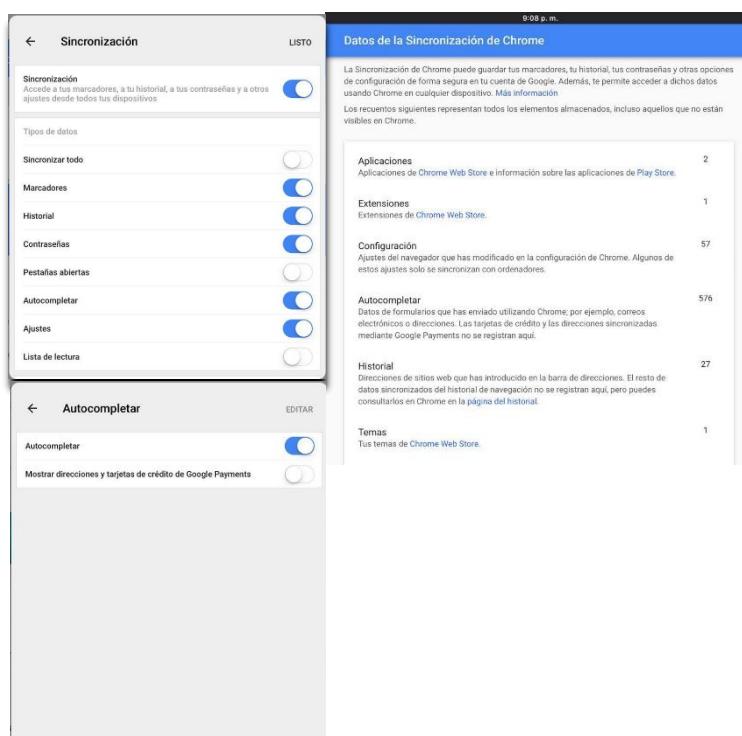 Sincronización
LISTO
Sincronización
Accede a tus marcadores, a tu historial, a tus contraseñas y a otros
ajustes desde todos tus dispositivos
Tipos de datos
Sincronizar todo
Marcadores
Historial
Contraseñas
Pestañas abiertas
Autocompletar
Ajustes
Lista de lectura
Autocompletar
EDITAR
Autocompletar
Mostrar direcciones y tarjetas de crédito de Google Payments
9:08 p. m.
Datos de la Sincronización de Chrome
La Sincronización de Chrome puede guardar tus marcadores, tu historial, tus contraseñas y otras opciones
de configuración de forma segura en tu cuenta de Google. Además, te permite acceder a dichos datos
usando Chrome en cualquier dispositivo. Más información
Los recuentos siguientes representan todos los elementos almacenados, incluso aquellos que no están
visibles en Chrome.
Aplicaciones 2
Aplicaciones de Chrome Web Store e información sobre las aplicaciones de Play Store.
Extensiones 1
Extensiones de Chrome Web Store.
Configuración 57
Ajustes del navegador que has modificado en la configuración de Chrome. Algunos de
estos ajustes solo se sincronizan con ordenadores.
Autocompletar 576
Datos de formularios que has enviado utilizando Chrome; por ejemplo, correos
electrónicos o direcciones. Las tarjetas de crédito y las direcciones sincronizadas
mediante Google Payments no se registran aquí.
Historial 27
Direcciones de sitios web que has introducido en la barra de direcciones. El resto de
datos sincronizados del historial de navegación no se registran aquí, pero puedes
consultarlos en Chrome en la página del historial.
Temas 1
Tus temas de Chrome Web Store.